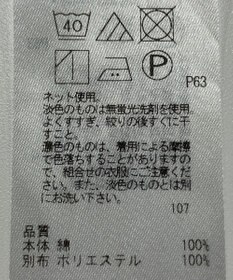 40
P
P63
ネット使用。
淡色のものは無蛍光洗剤を使用。
よくすすぎ、絞りの後すぐに干
すこと。
濃色のものは、着用による摩擦
で色落ちすることがありますの
で、組合せの衣服にご注意くださ
い。また、淡色のものとは別
にお洗い下さい。
107
品質
本体 綿 100%
別布 ポリエステル 100%